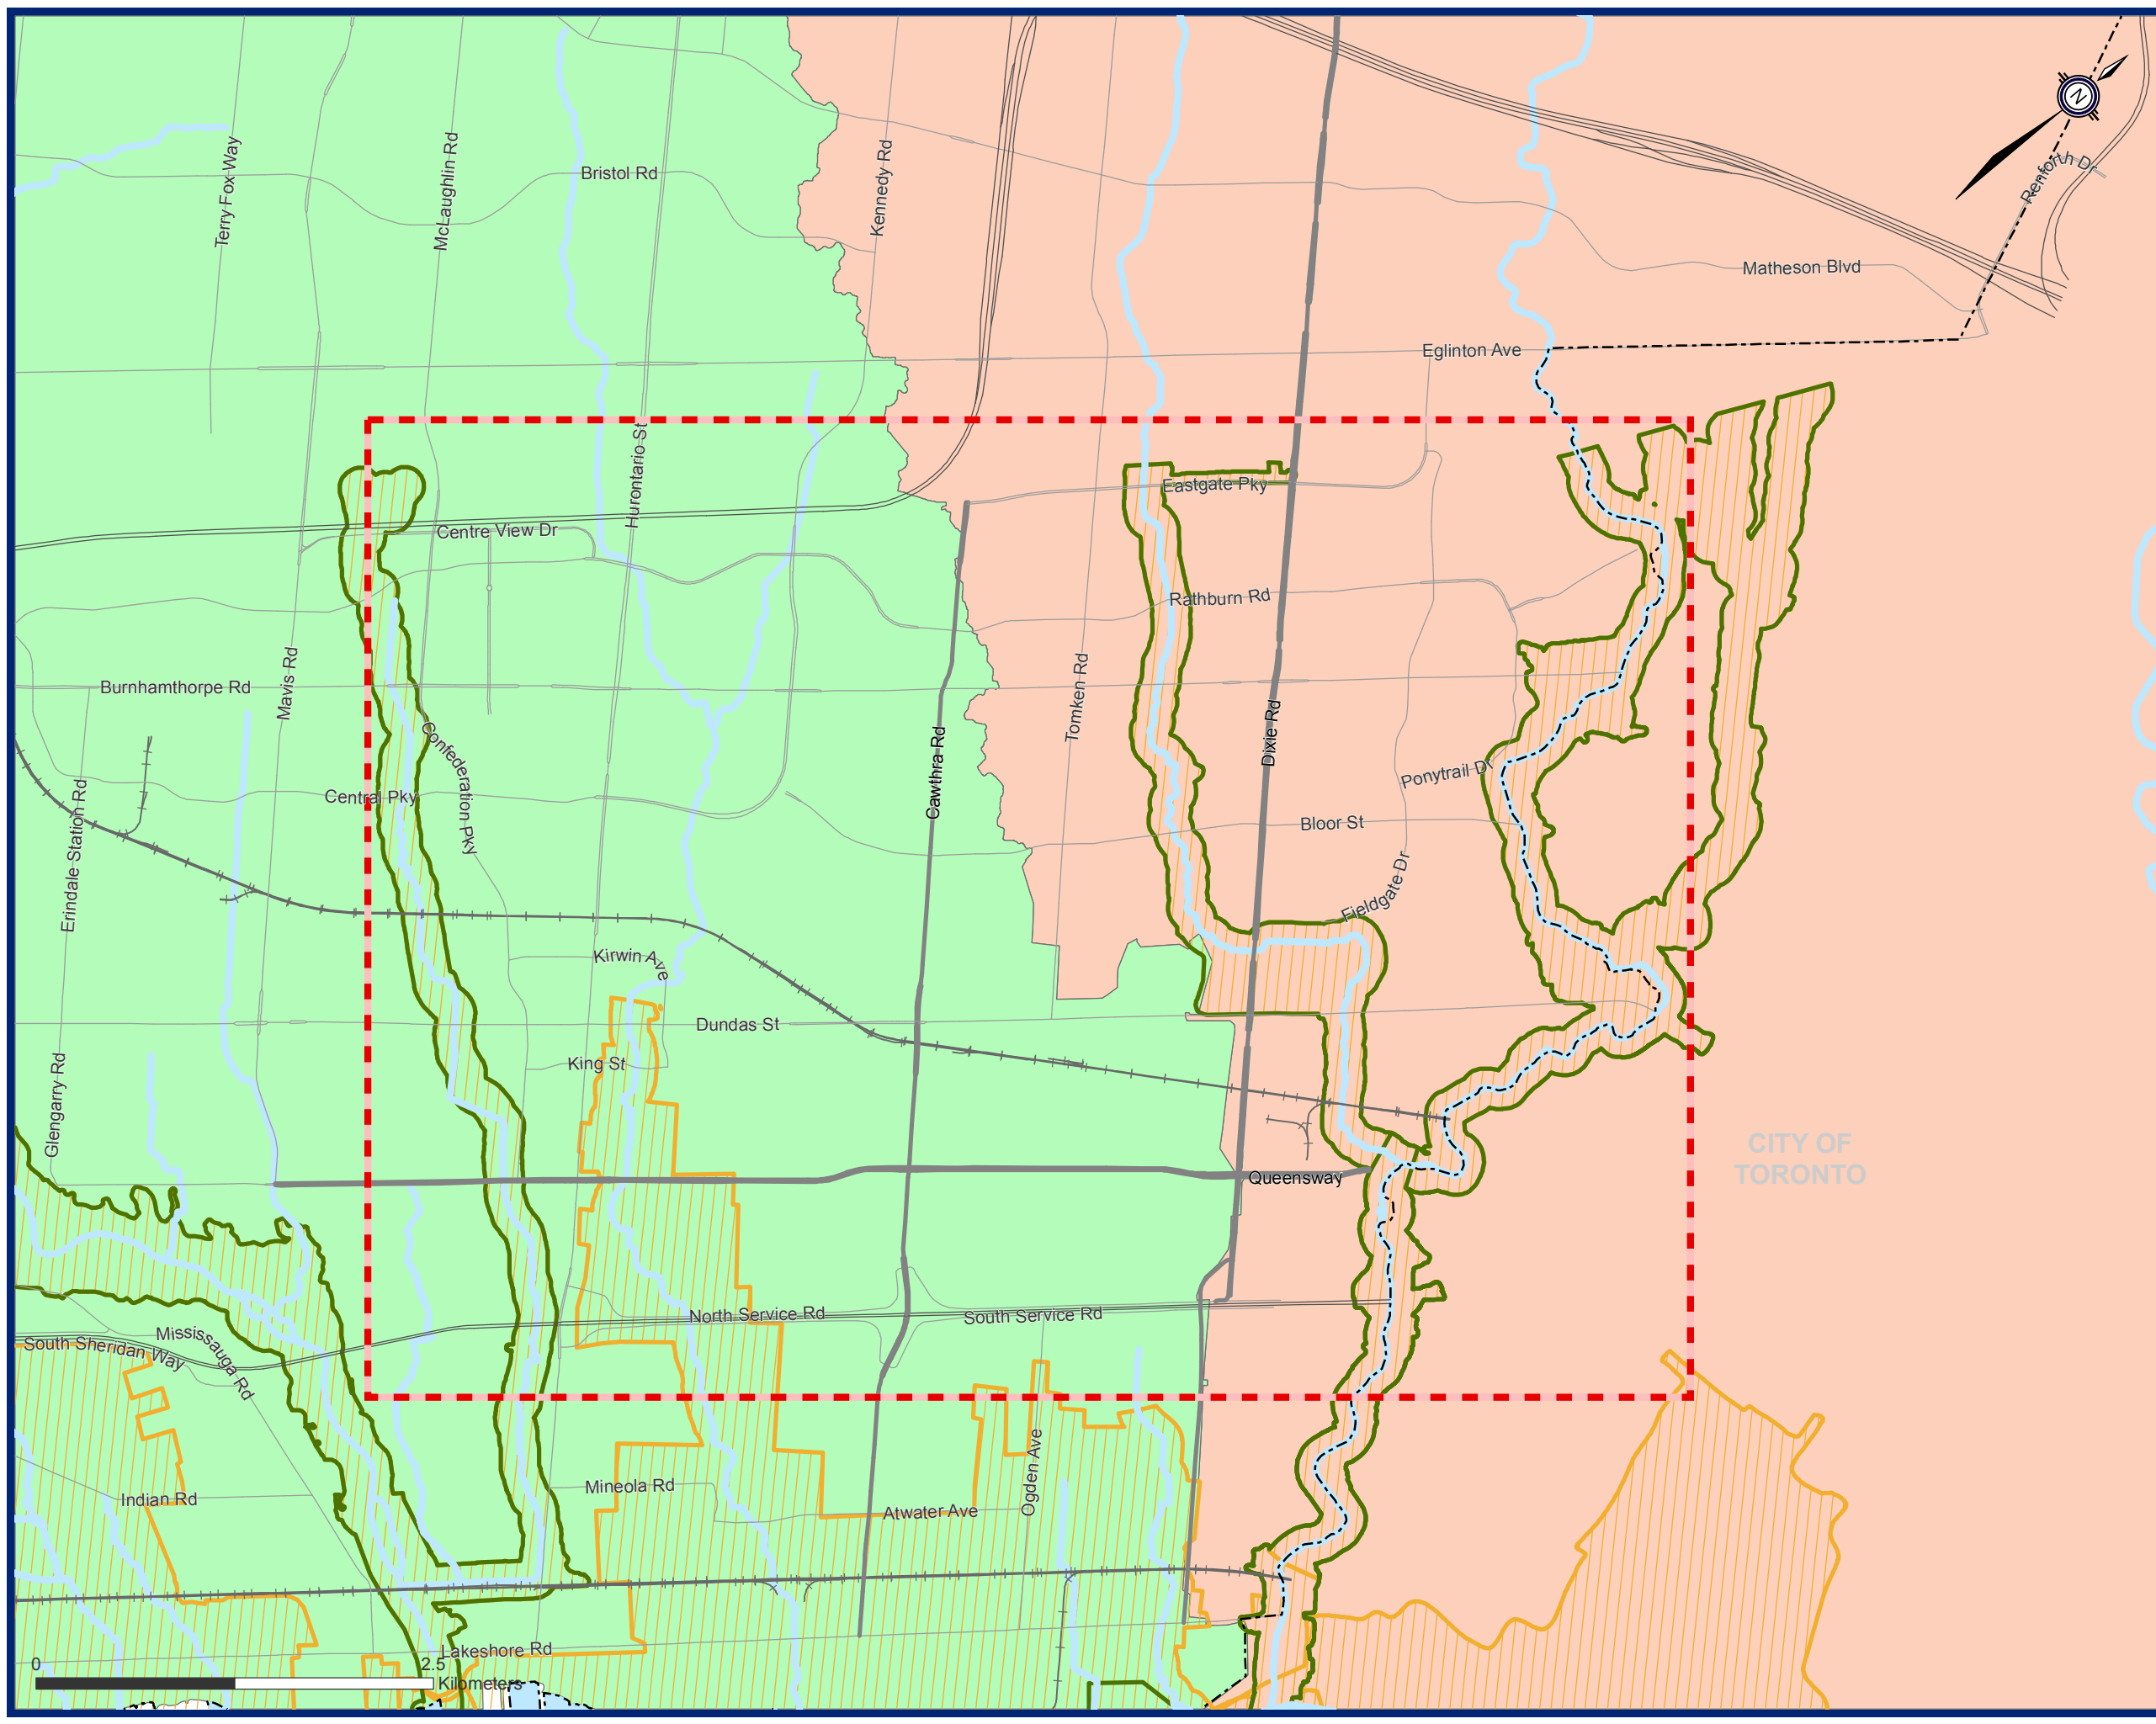 N
Renforth Dr
Terry Fox Way
McLaughlin Rd
Bristol Rd
Kennedy Rd
Matheson Blvd
Eglinton Ave
Hurontario St
Centre View Dr
Eastgate Pky
Rathburn Rd
Burnhamthorpe Rd
Mavis Rd
Tomken Rd
Dixie Rd
Confederation Pky
Central Pky
Cawthra Rd
Ponytrail Dr
Erindale Station Rd
Bloor St
Fieldgate Dr
Kirwin Ave
Dundas St
King St
Glengarry Rd
CITY OF
TORONTO
Queensway
North Service Rd
South Service Rd
South Sheridan Way
Mississauga Rd
Indian Rd
Mineola Rd
Atwater Ave
Ogden Ave
Lakeshore Rd
0
2.5
Kilometers